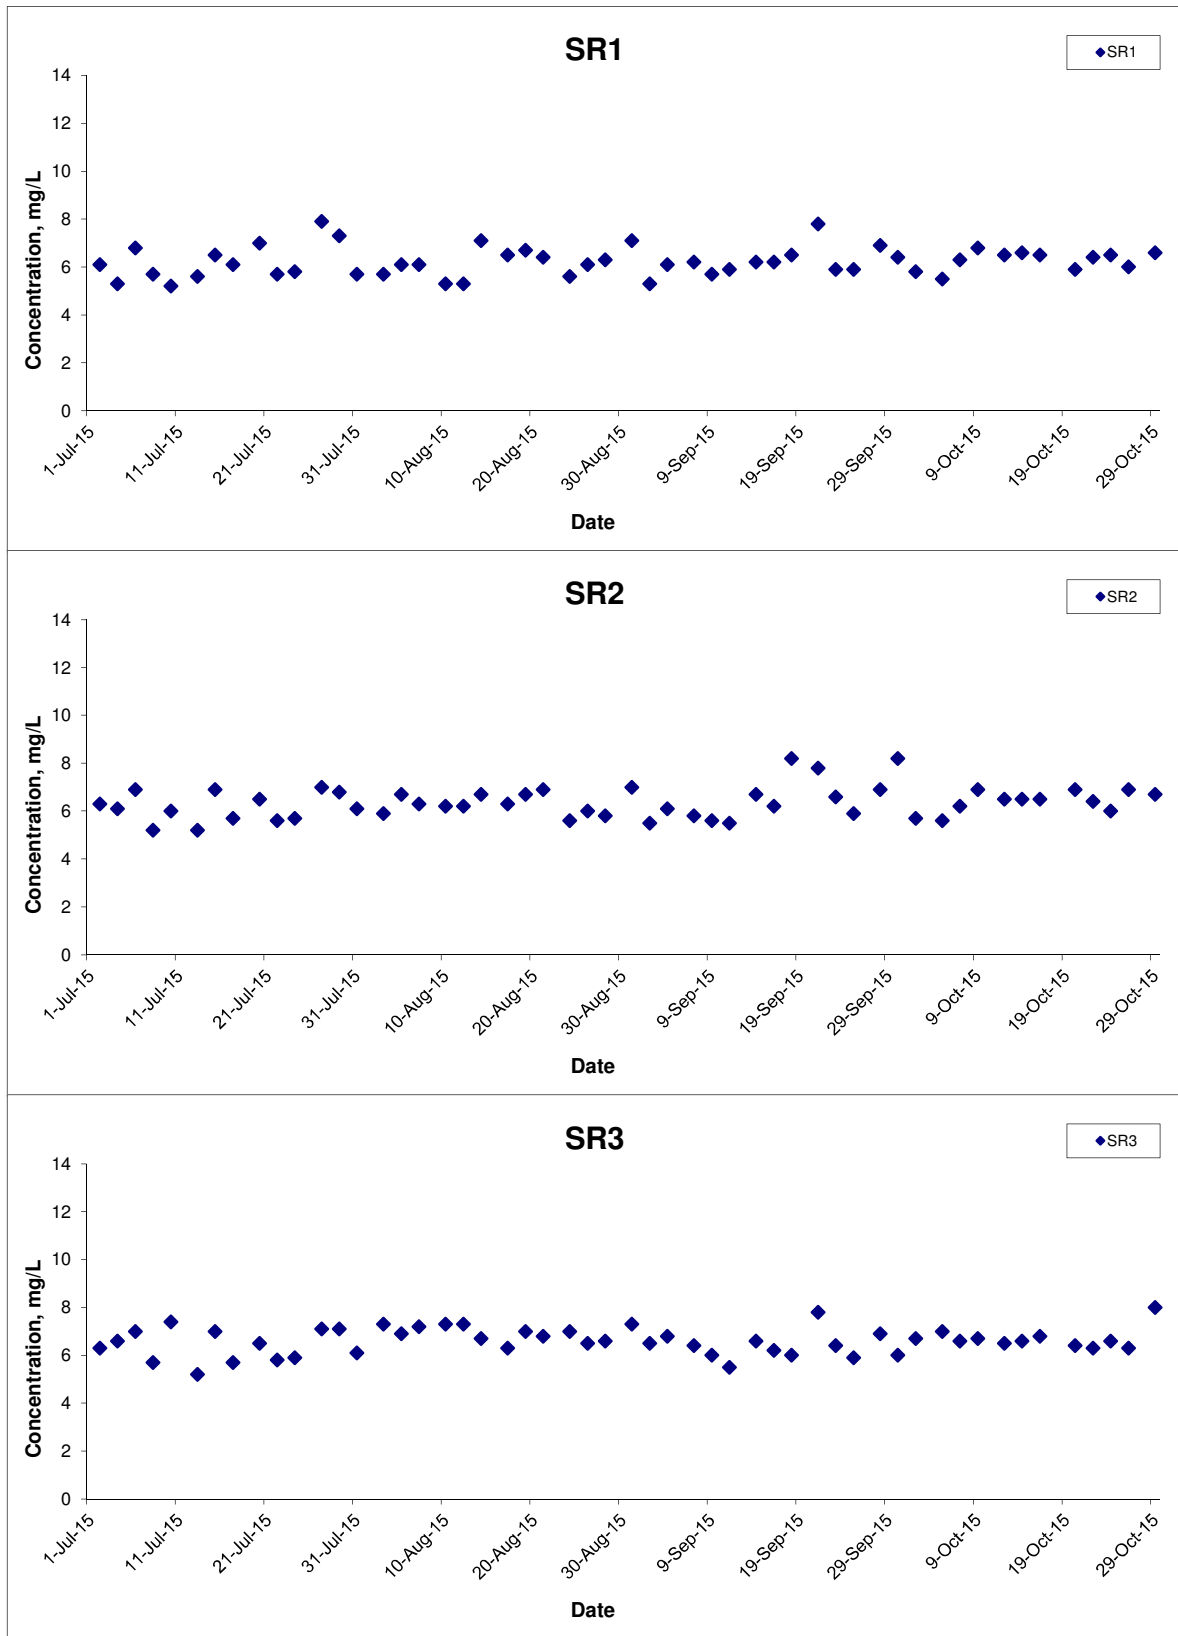 SR1
SR1
14
12
10
8
6
4
2
0
Concentration, mg/L
1-Jul-15
11-Jul-15
21-Jul-15
31-Jul-15
10-Aug-15
20-Aug-15
30-Aug-15
9-Sep-15
19-Sep-15
29-Sep-15
9-Oct-15
19-Oct-15
29-Oct-15
Date
SR2
SR2
14
12
10
8
6
4
2
0
Concentration, mg/L
1-Jul-15
11-Jul-15
21-Jul-15
31-Jul-15
10-Aug-15
20-Aug-15
30-Aug-15
9-Sep-15
19-Sep-15
29-Sep-15
9-Oct-15
19-Oct-15
29-Oct-15
Date
SR3
SR3
14
12
10
8
6
4
2
0
Concentration, mg/L
1-Jul-15
11-Jul-15
21-Jul-15
31-Jul-15
10-Aug-15
20-Aug-15
30-Aug-15
9-Sep-15
19-Sep-15
29-Sep-15
9-Oct-15
19-Oct-15
29-Oct-15
Date